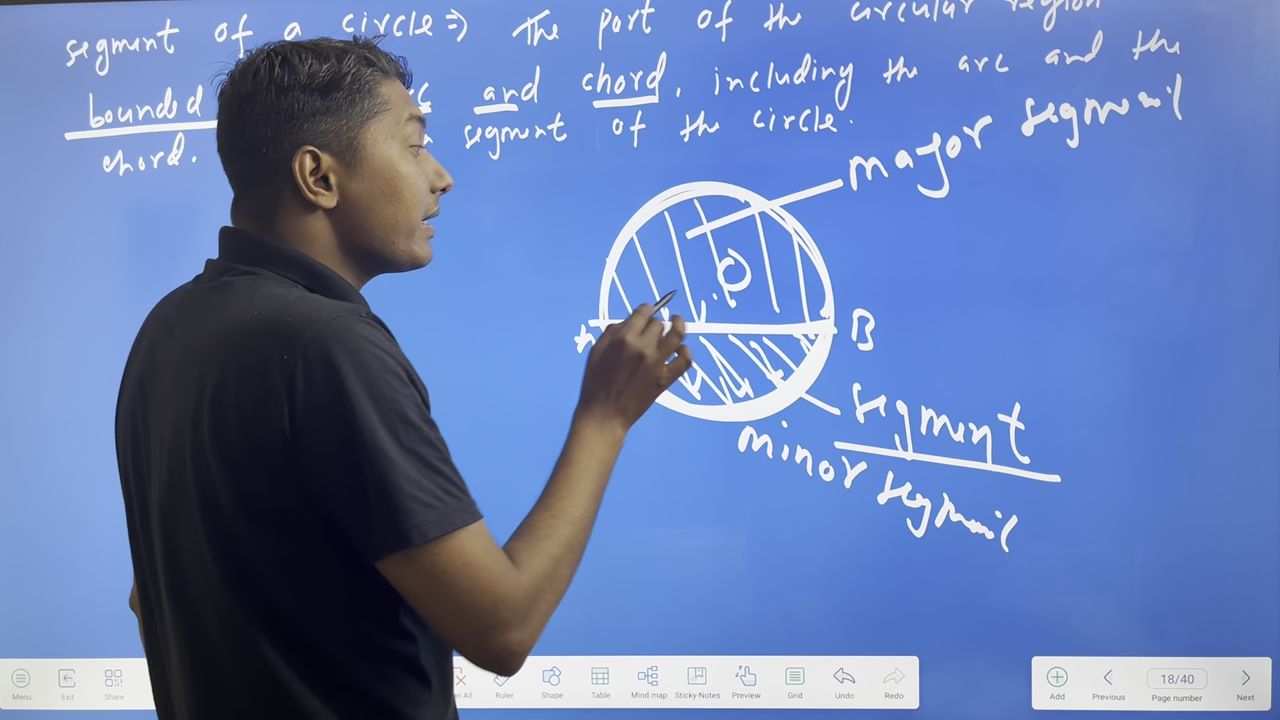 segment of a circle => The part of the circular region
bounded and chord, including the arc and the
chord. segment of the circle.
major segment
O
B
segment
minor segment
Menu
Exit
Share
Ruler
Shape
Table
Mind map
Sticky-Notes
Preview
Grid
Undo
Redo
Add
Previous
18/40
Page number
Next